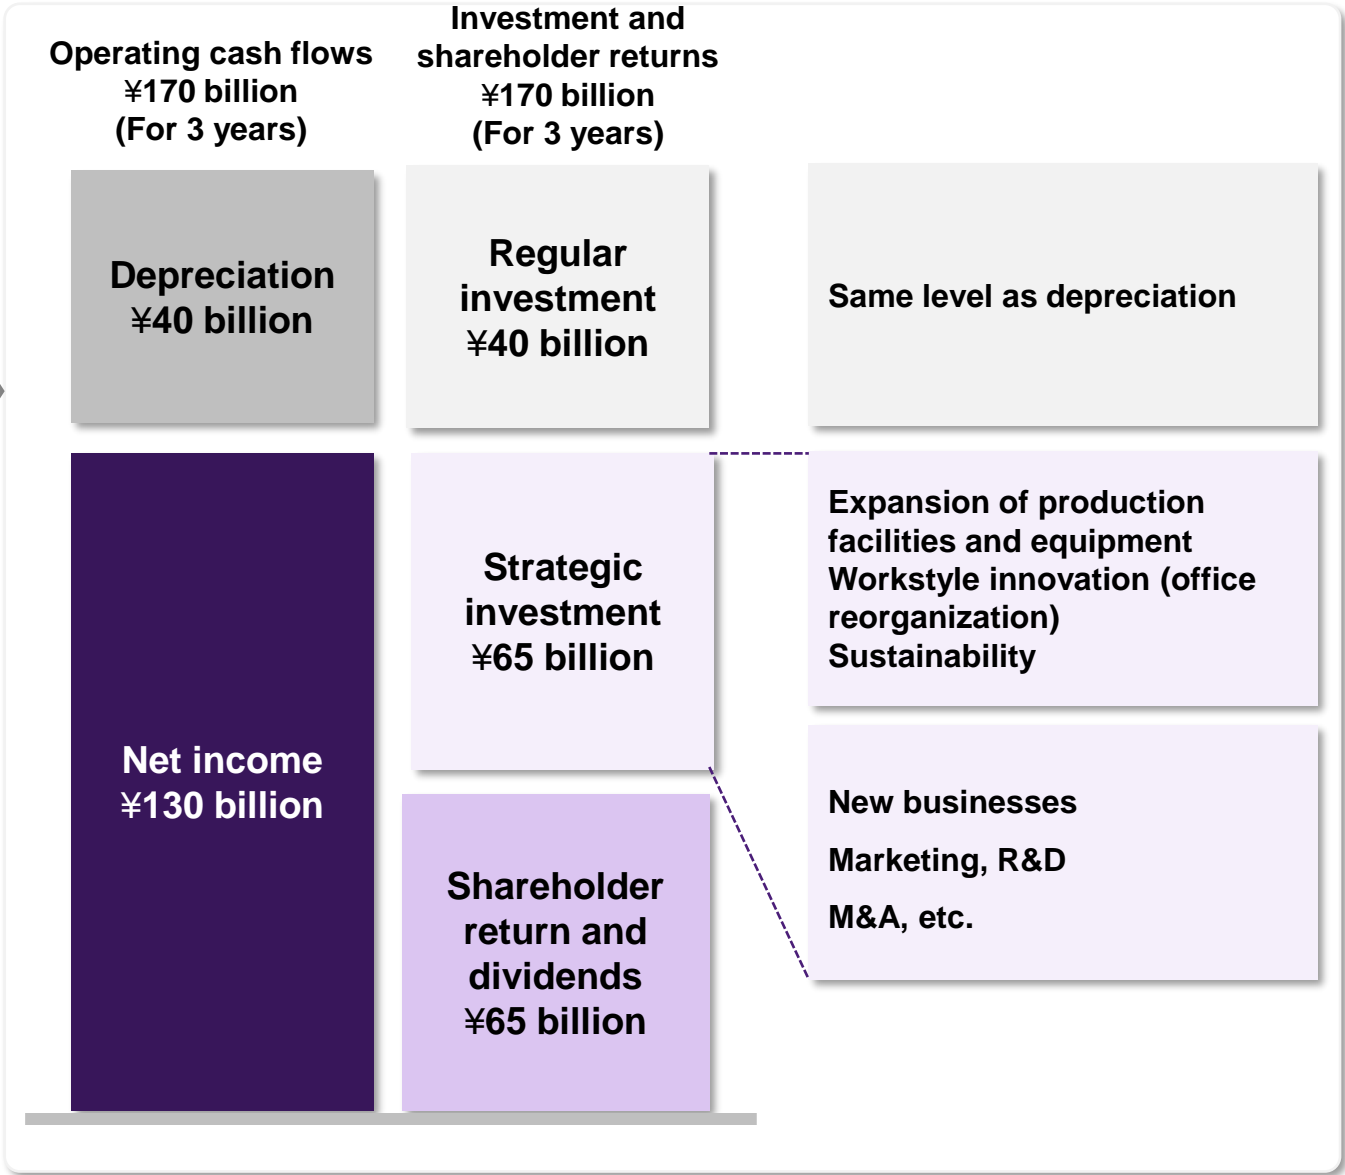 Operating cash flows
¥170 billion
(For 3 years)
Investment and
shareholder returns
¥170 billion
(For 3 years)
Depreciation
¥40 billion
Regular
investment
¥40 billion
Same level as depreciation
Net income
¥130 billion
Strategic
investment
¥65 billion
Expansion of production
facilities and equipment
Workstyle innovation (office
reorganization)
Sustainability
New businesses
Marketing, R&D
M&A, etc.
Shareholder
return and
dividends
¥65 billion